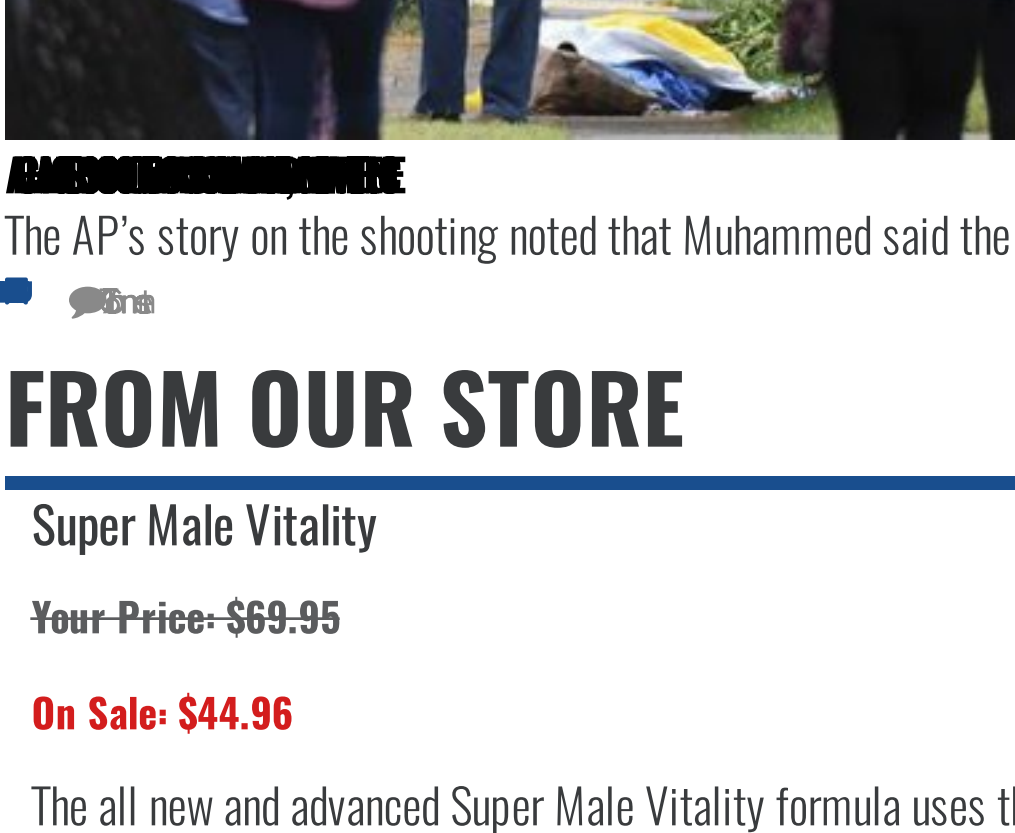 The AP’s story on the shooting noted that Muhammed said the
FROM OUR STORE
Super Male Vitality
Your Price: $69.95
On Sale: $44.96
The all new and advanced Super Male Vitality formula uses